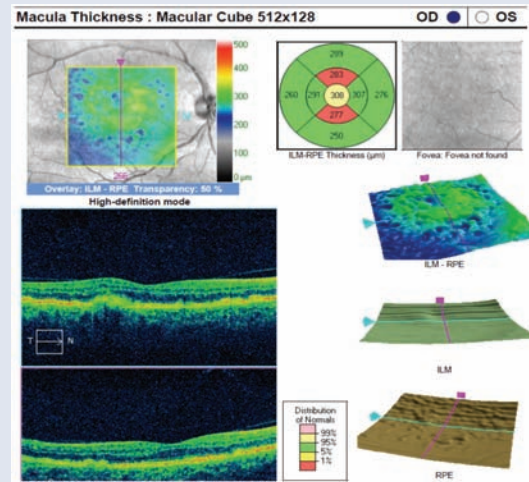 Macula Thickness : Macular Cube 512x128 OD OS
500
400
300
200
100
0 µm
266
Overlay: ILM - RPE Transparency: 50 %
High-definition mode
289
283
260 291 308 307 276
277
250
ILM-RPE Thickness (µm)
Fovea: Fovea not found
ILM - RPE
T N
ILM
Distribution
of Normals
99%
95%
5%
1%
RPE